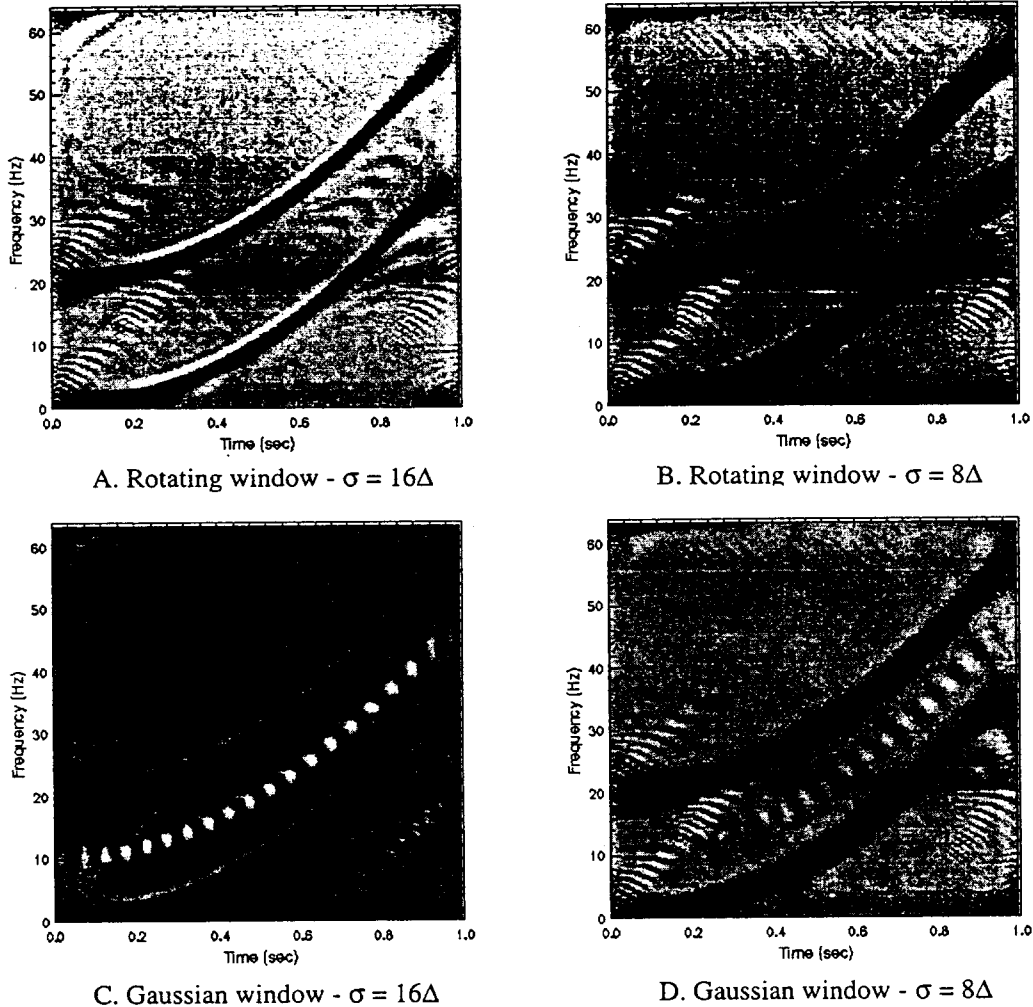 60
50
40
30
20
10
0
Frequency (Hz)
0.0 0.2 0.4 0.6 0.8 1.0
Time (sec)
A. Rotating window - σ = 16Δ
60
50
40
30
20
10
0
Frequency (Hz)
0.0 0.2 0.4 0.6 0.8 1.0
Time (sec)
B. Rotating window - σ = 8Δ
60
50
40
30
20
10
0
Frequency (Hz)
0.0 0.2 0.4 0.6 0.8 1.0
Time (sec)
C. Gaussian window - σ = 16Δ
60
50
40
30
20
10
0
Frequency (Hz)
0.0 0.2 0.4 0.6 0.8 1.0
Time (sec)
D. Gaussian window - σ = 8Δ